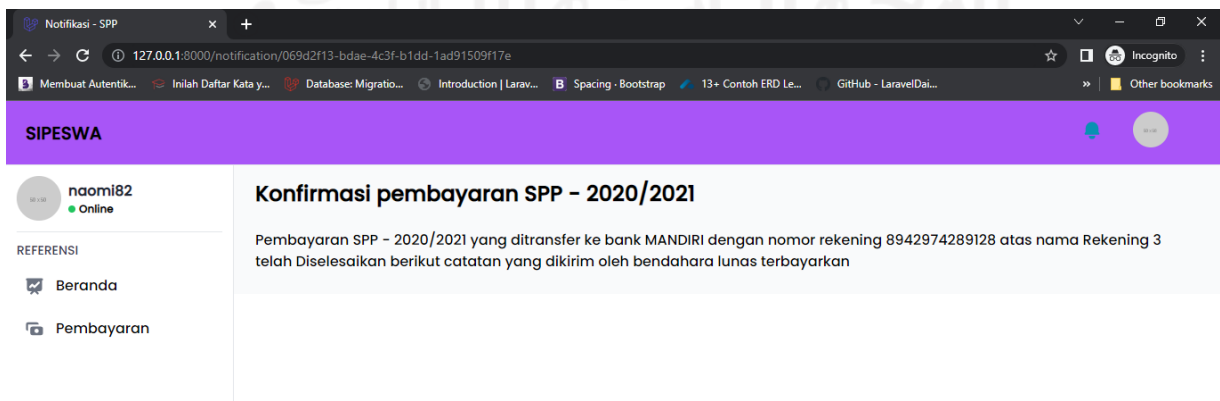 Notifikasi - SPP
127.0.0.1:8000/notification/069d2f13-bdae-4c3f-b1dd-1ad91509f17e
Incognito
Membuat Autentik... Inilah Daftar Kata y... Database: Migratio... Introduction | Larav... Spacing · Bootstrap 13+ Contoh ERD Le... GitHub - LaravelDai... » Other bookmarks
SIPESWA
naomi82
Online
Konfirmasi pembayaran SPP - 2020/2021
Pembayaran SPP - 2020/2021 yang ditransfer ke bank MANDIRI dengan nomor rekening 8942974289128 atas nama Rekening 3
telah Diselesaikan berikut catatan yang dikirim oleh bendahara lunas terbayarkan
REFERENSI
Beranda
Pembayaran